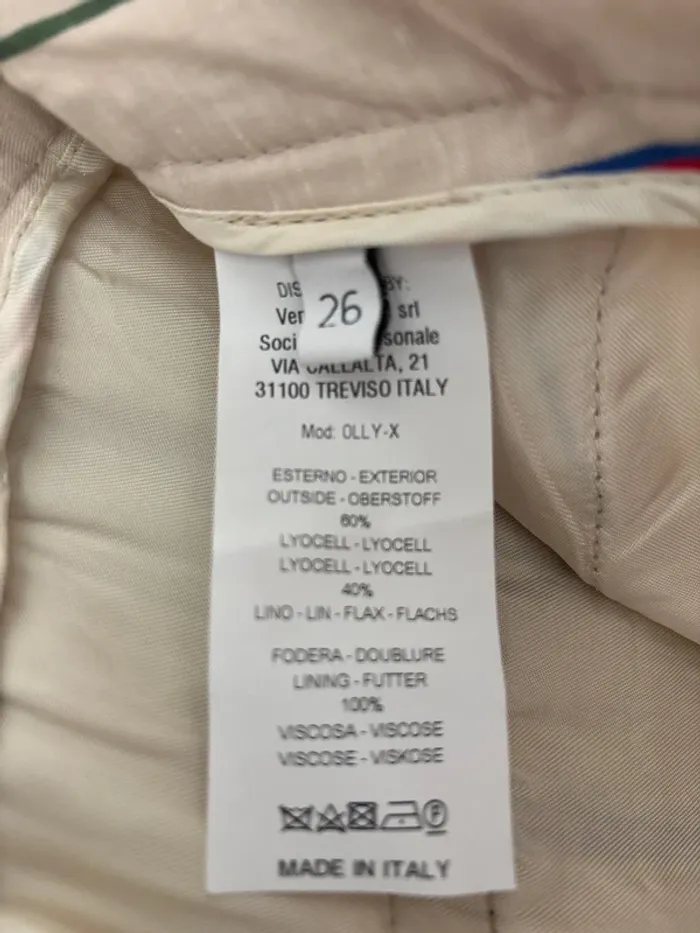 26
srl
VIA CALLALTA, 21
31100 TREVISO ITALY
Mod: OLLY-X
ESTERNO - EXTERIOR
OUTSIDE - OBERSTOFF
60%
LYOCELL - LYOCELL
LYOCELL - LYOCELL
40%
LINO - LIN - FLAX - FLACHS
FODERA - DOUBLURE
LINING - FUTTER
100%
VISCOSA - VISCOSE
VISCOSE - VISKOSE
F
MADE IN ITALY